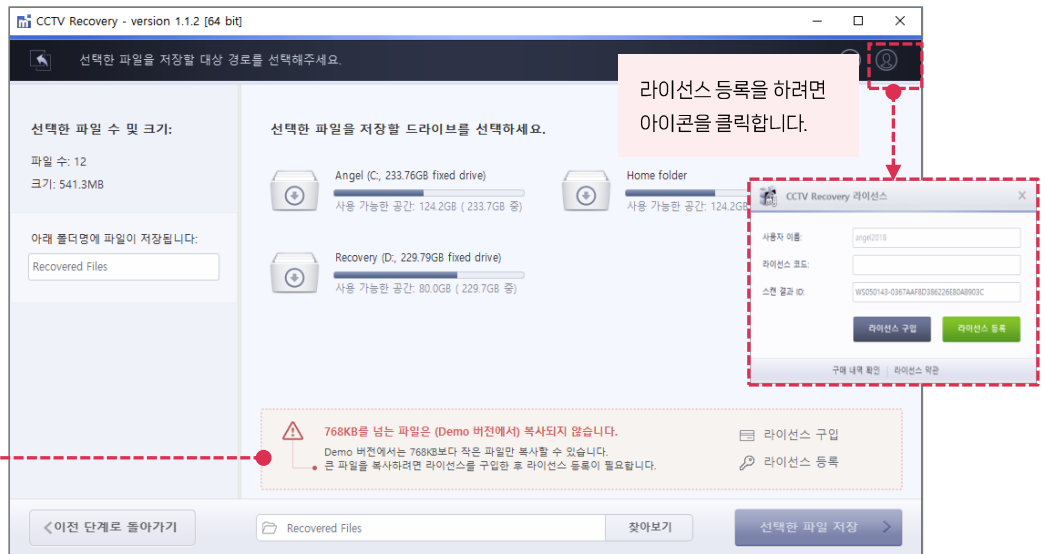 CCTV Recovery - version 1.1.2 [64 bit]
선택한 파일을 저장할 대상 경로를 선택해주세요.
라이선스 등록을 하려면
아이콘을 클릭합니다.
선택한 파일 수 및 크기:
파일 수: 12
크기: 541.3MB
아래 폴더명에 파일이 저장됩니다:
Recovered Files
선택한 파일을 저장할 드라이브를 선택하세요.
Angel (C:, 233.76GB fixed drive)
사용 가능한 공간: 124.2GB ( 233.7GB 중)
Home folder
사용 가능한 공간: 124.2GB
Recovery (D:, 229.79GB fixed drive)
사용 가능한 공간: 80.0GB ( 229.7GB 중)
CCTV Recovery 라이선스
사용자 이름:
angel2018
라이선스 코드:
스캔 결과 ID:
라이선스 구입
라이선스 등록
구매 내역 확인
라이선스 약관
768KB를 넘는 파일은 (Demo 버전에서) 복사되지 않습니다.
Demo 버전에서는 768KB보다 작은 파일만 복사할 수 있습니다.
큰 파일을 복사하려면 라이선스를 구입한 후 라이선스 등록이 필요합니다.
라이선스 구입
라이선스 등록
이전 단계로 돌아가기
Recovered Files
찾아보기
선택한 파일 저장